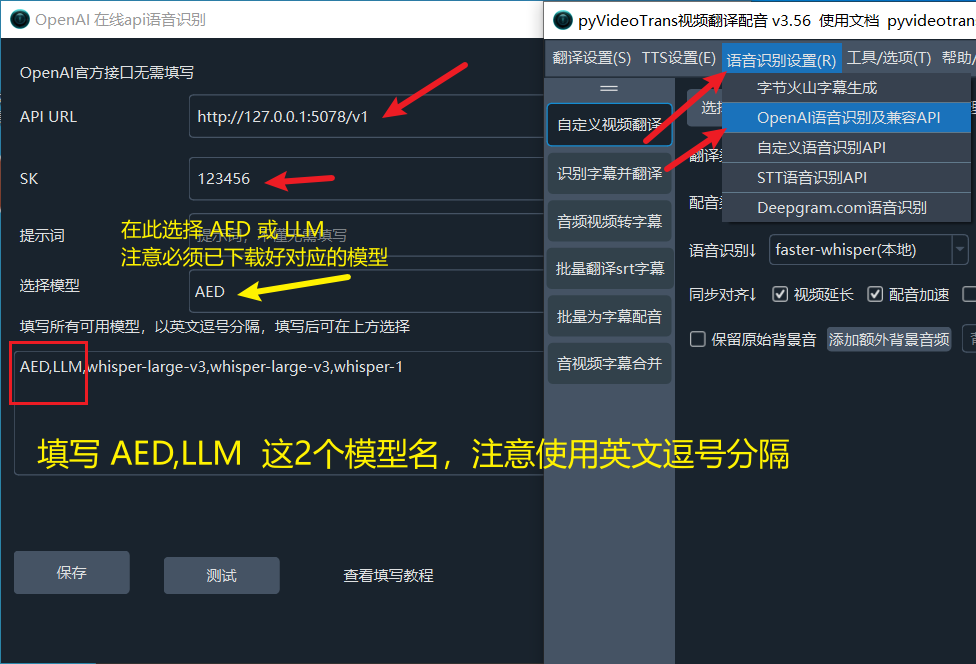 OpenAI 在线api语音识别
OpenAI官方接口无需填写
API URL
http://127.0.0.1:5078/v1
SK
123456
在此选择 AED 或 LLM
提示词
注意必须已下载好对应的模型
选择模型
AED
填写所有可用模型，以英文逗号分隔，填写后可在上方选择
AED,LLM,whisper-large-v3,whisper-large-v3,whisper-1
填写 AED,LLM 这2个模型名，注意使用英文逗号分隔
保存
测试
查看填写教程
pyVideoTrans视频翻译配音 v3.56 使用文档 pyvideotran
翻译设置(S)
TTS设置(E)
语音识别设置(R)
工具/选项(T)
帮助/
字节火山字幕生成
OpenAI语音识别及兼容API
自定义语音识别API
STT语音识别API
Deepgram.com语音识别
自定义视频翻译
识别字幕并翻译
音频视频转字幕
批量翻译srt字幕
批量为字幕配音
音视频字幕合并
选
翻译
配音
语音识别↓
faster-whisper(本地)
同步对齐↓
视频延长
配音加速
保留原始背景音
添加额外背景音频